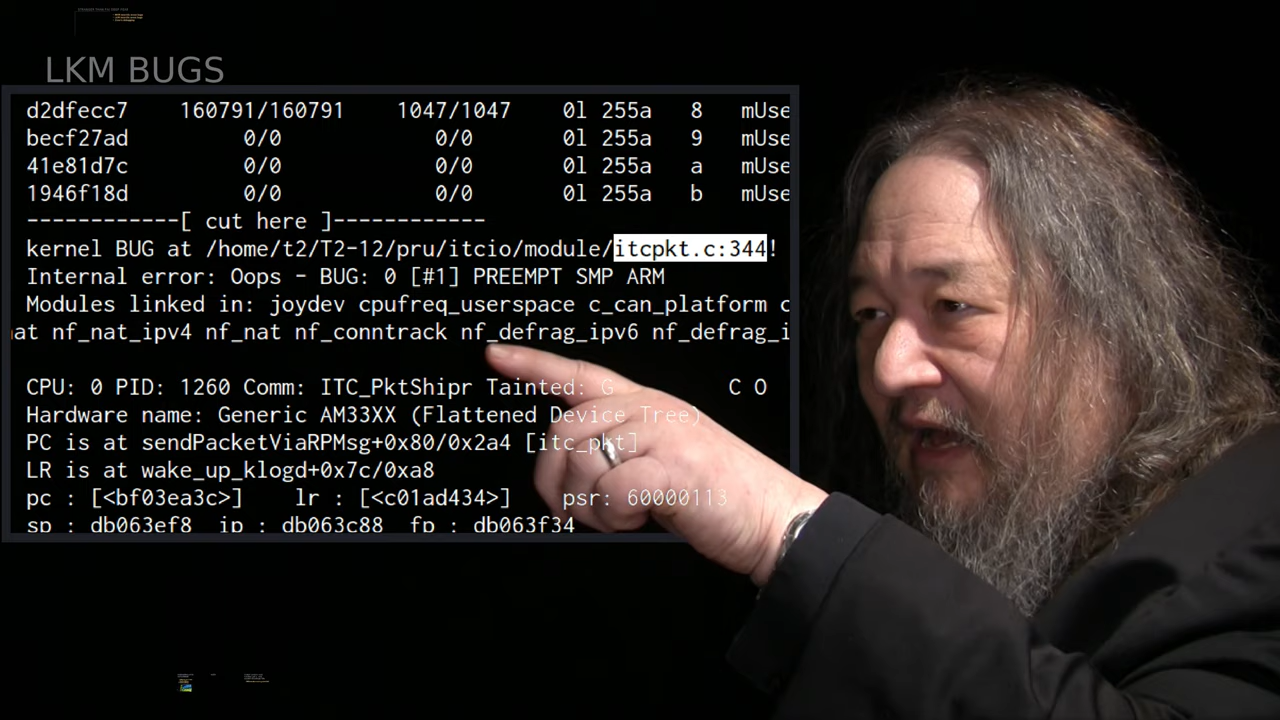 LKM BUGS
d2dfecc7 160791/160791 1047/1047 0l 255a 8 mUse
becf27ad 0/0 0/0 0l 255a 9 mUse
41e81d7c 0/0 0/0 0l 255a a mUse
1946f18d 0/0 0/0 0l 255a b mUse
------------[ cut here ]------------
kernel BUG at /home/t2/T2-12/pru/itcio/module/itcpkt.c:344!
Internal error: Oops - BUG: 0 [#1] PREEMPT SMP ARM
Modules linked in: joydev cpufreq_userspace c_can_platform c
at nf_nat_ipv4 nf_nat nf_conntrack nf_defrag_ipv6 nf_defrag_i
CPU: 0 PID: 1260 Comm: ITC_PktShipr Tainted: G C O
Hardware name: Generic AM33XX (Flattened Device Tree)
PC is at sendPacketViaRPMsg+0x80/0x2a4 [itc_pkt]
LR is at wake_up_klogd+0x7c/0xa8
pc : [<bf03ea3c>] lr : [<c01ad434>] psr: 60000113
sp : db063ef8 ip : db063c88 fp : db063f34